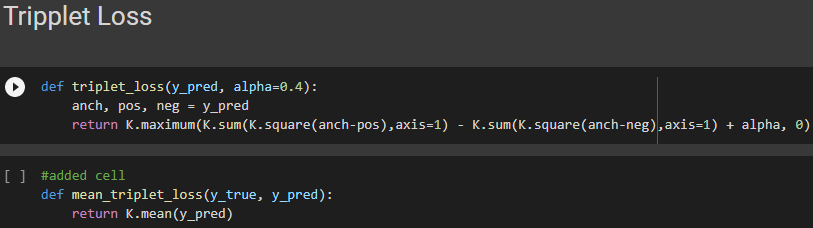 Tripplet Loss
def triplet_loss(y_pred, alpha=0.4):
anch, pos, neg = y_pred
return K.maximum(K.sum(K.square(anch-pos),axis=1) - K.sum(K.square(anch-neg),axis=1) + alpha, 0)
[ ] #added cell
def mean_triplet_loss(y_true, y_pred):
return K.mean(y_pred)